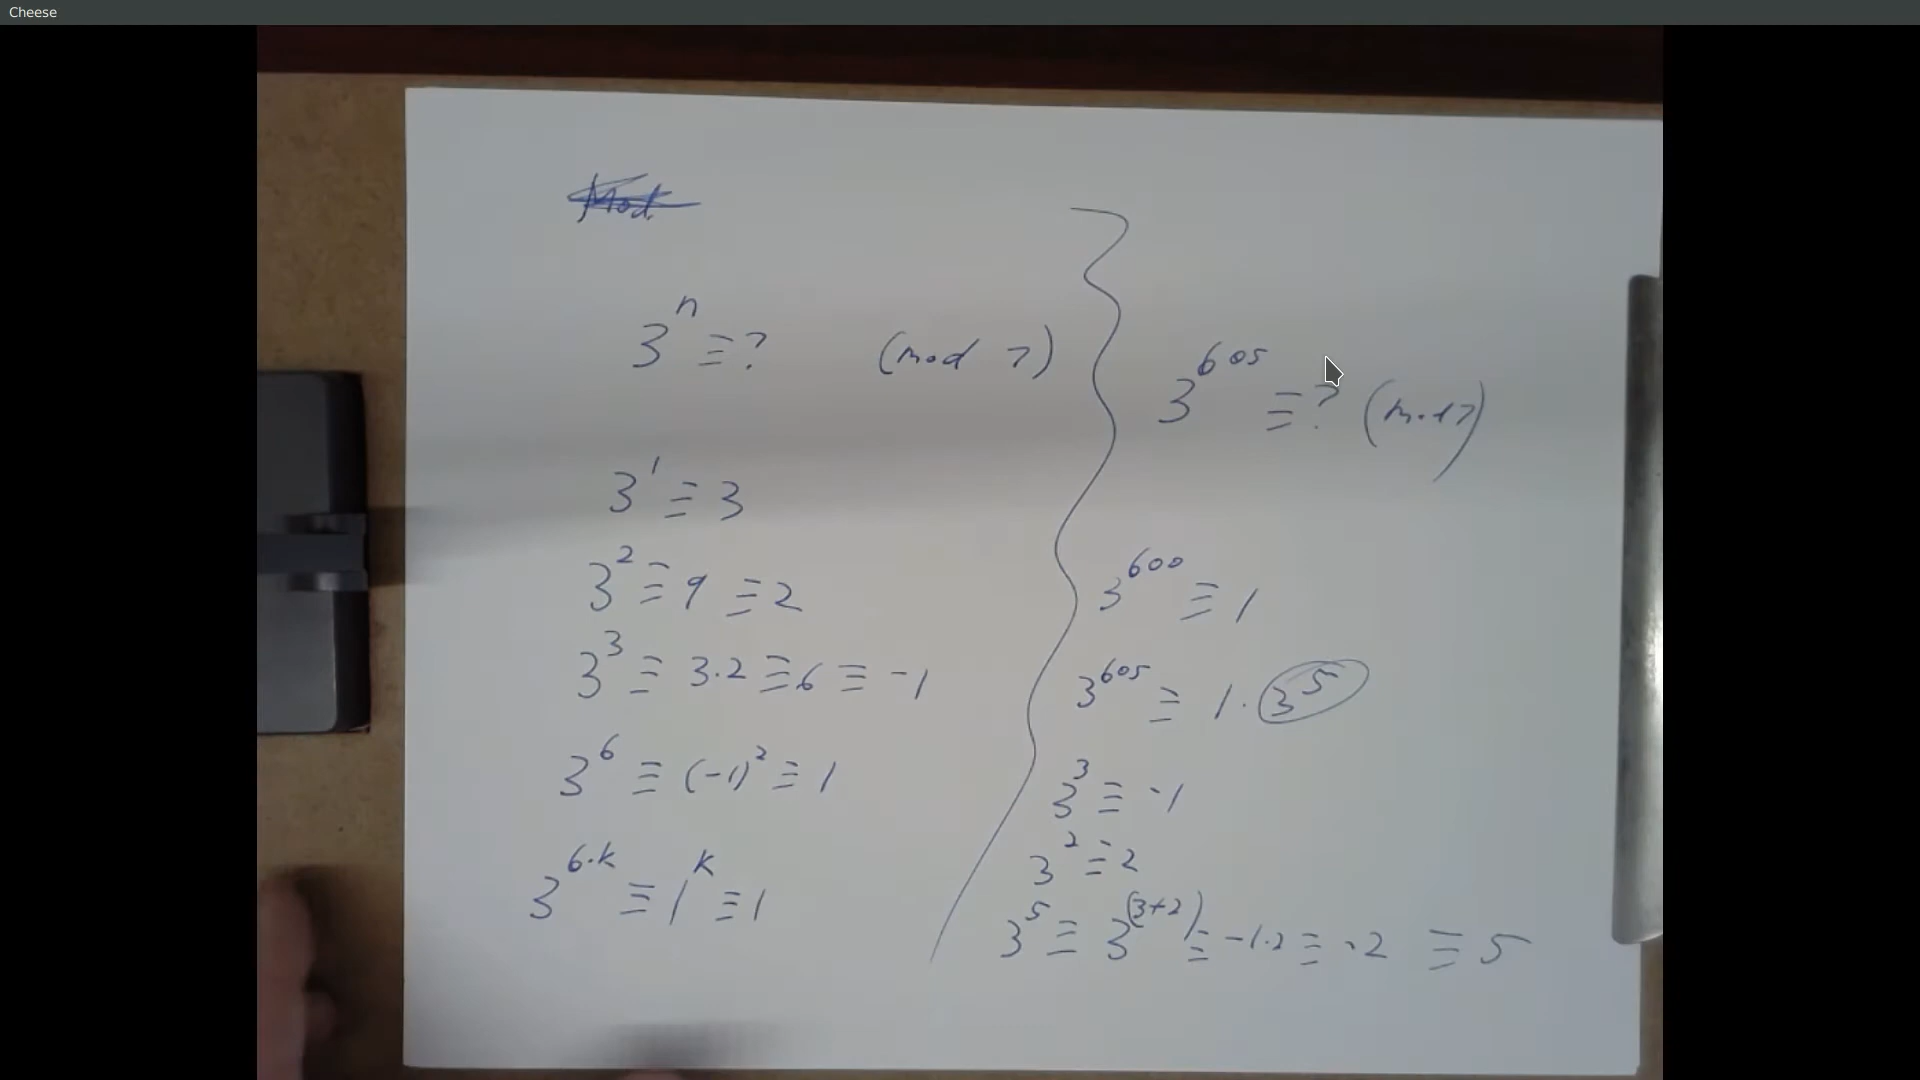 Cheese
Mod
3^n ≡ ? (mod 7)
3^1 ≡ 3
3^2 ≡ 9 ≡ 2
3^3 ≡ 3·2 ≡ 6 ≡ -1
3^6 ≡ (-1)^2 ≡ 1
3^{6·k} ≡ 1^k ≡ 1
3^{605} ≡ ? (mod 7)
3^{600} ≡ 1
3^{605} ≡ 1 · 3^5
3^3 ≡ -1
3^2 ≡ 2
3^5 ≡ 3^{(3+2)} ≡ -1·2 ≡ -2 ≡ 5